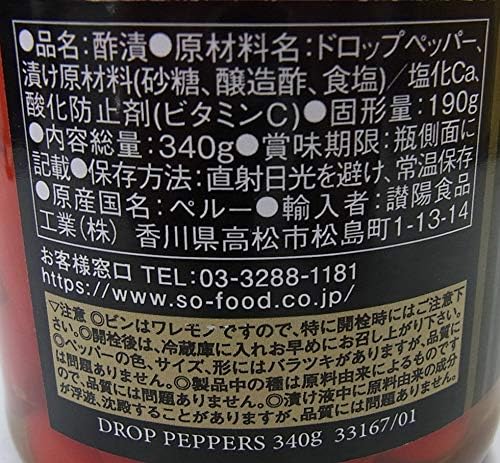 ●品名:酢漬●原材料名:ドロップペッパー、
漬け原材料(砂糖、醸造酢、食塩)/塩化Ca、
酸化防止剤(ビタミンC)●固形量:190g
●内容総量:340g●賞味期限:瓶側面に
記載●保存方法:直射日光を避け、常温保存
●原産国名:ペルー●輸入者:讃陽食品
工業(株) 香川県高松市松島町1-13-14
お客様窓口 TEL:03-3288-1181
https://www.so-food.co.jp/
▽注意 ◎ビンはワレモノですので、特に開栓時にはご注意下
さい。◎開栓後は、冷蔵庫に入れお早めにお召し上がり下さい。
◎ペッパーの色、サイズ、形にはバラツキがありますが、品質に
は問題ありません。◎製品中の種は原料由来によるものです
ので、品質には問題ありません。◎漬け液中に原料由来の成分
が浮遊、沈殿することがありますが、品質には問題ありません。
DROP PEPPERS 340g 33167/01